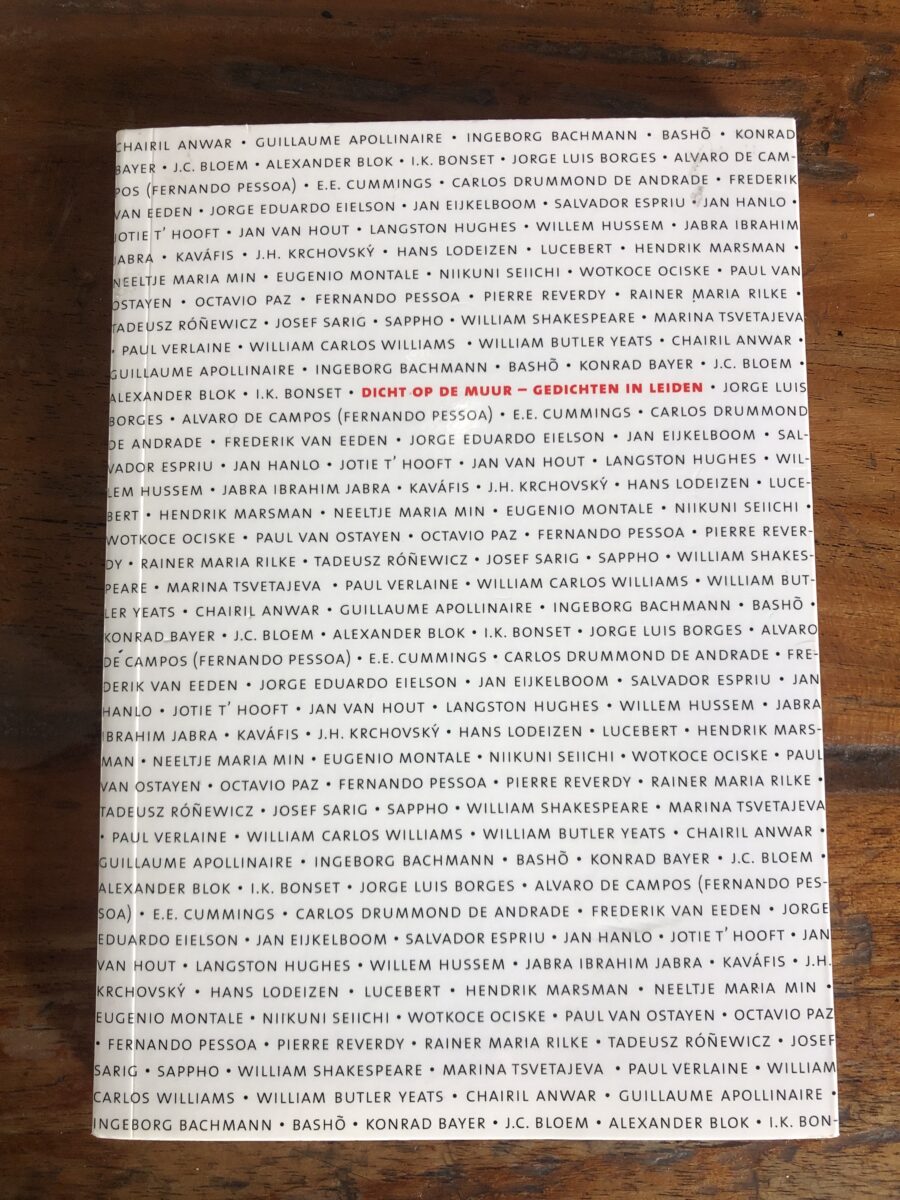 CHAIRIL ANWAR • GUILLAUME APOLLINAIRE • INGEBORG BACHMANN • BASHÕ • KONRAD
BAYER • J.C. BLOEM • ALEXANDER BLOK • I.K. BONSET • JORGE LUIS BORGES • ALVARO DE CAM-
POS (FERNANDO PESSOA) • E.E. CUMMINGS • CARLOS DRUMMOND DE ANDRADE • FREDERIK
VAN EEDEN • JORGE EDUARDO EIELSON • JAN EIJKELBOOM • SALVADOR ESPRIU • JAN HANLO •
JOTIE T' HOOFT • JAN VAN HOUT • LANGSTON HUGHES • WILLEM HUSSEM • JABRA IBRAHIM
JABRA • KAVÁFIS • J.H. KRCHOVSKÝ • HANS LODEIZEN • LUCEBERT • HENDRIK MARSMAN •
NEELTJE MARIA MIN • EUGENIO MONTALE • NIIKUNI SEIICHI • WOTKOCE OCISKE • PAUL VAN
OSTAYEN • OCTAVIO PAZ • FERNANDO PESSOA • PIERRE REVERDY • RAINER MARIA RILKE •
TADEUSZ RÓÑEWICZ • JOSEF SARIG • SAPPHO • WILLIAM SHAKESPEARE • MARINA TSVETAJEVA
• PAUL VERLAINE • WILLIAM CARLOS WILLIAMS • WILLIAM BUTLER YEATS • CHAIRIL ANWAR •
GUILLAUME APOLLINAIRE • INGEBORG BACHMANN • BASHÕ • KONRAD BAYER • J.C. BLOEM •
ALEXANDER BLOK • I.K. BONSET • DICHT OP DE MUUR – GEDICHTEN IN LEIDEN • JORGE LUIS
BORGES • ALVARO DE CAMPOS (FERNANDO PESSOA) • E.E. CUMMINGS • CARLOS DRUMMOND
DE ANDRADE • FREDERIK VAN EEDEN • JORGE EDUARDO EIELSON • JAN EIJKELBOOM • SAL-
VADOR ESPRIU • JAN HANLO • JOTIE T' HOOFT • JAN VAN HOUT • LANGSTON HUGHES • WIL-
LEM HUSSEM • JABRA IBRAHIM JABRA • KAVÁFIS • J.H. KRCHOVSKÝ • HANS LODEIZEN • LUCE-
BERT • HENDRIK MARSMAN • NEELTJE MARIA MIN • EUGENIO MONTALE • NIIKUNI SEIICHI •
WOTKOCE OCISKE • PAUL VAN OSTAYEN • OCTAVIO PAZ • FERNANDO PESSOA • PIERRE REVER-
DY • RAINER MARIA RILKE • TADEUSZ RÓÑEWICZ • JOSEF SARIG • SAPPHO • WILLIAM SHAKES-
PEARE • MARINA TSVETAJEVA • PAUL VERLAINE • WILLIAM CARLOS WILLIAMS • WILLIAM BUT-
LER YEATS • CHAIRIL ANWAR • GUILLAUME APOLLINAIRE • INGEBORG BACHMANN • BASHÕ •
KONRAD BAYER • J.C. BLOEM • ALEXANDER BLOK • I.K. BONSET • JORGE LUIS BORGES • ALVARO
DE CAMPOS (FERNANDO PESSOA) • E.E. CUMMINGS • CARLOS DRUMMOND DE ANDRADE • FRE-
DERIK VAN EEDEN • JORGE EDUARDO EIELSON • JAN EIJKELBOOM • SALVADOR ESPRIU • JAN
HANLO • JOTIE T' HOOFT • JAN VAN HOUT • LANGSTON HUGHES • WILLEM HUSSEM • JABRA
IBRAHIM JABRA • KAVÁFIS • J.H. KRCHOVSKÝ • HANS LODEIZEN • LUCEBERT • HENDRIK MARS-
MAN • NEELTJE MARIA MIN • EUGENIO MONTALE • NIIKUNI SEIICHI • WOTKOCE OCISKE • PAUL
VAN OSTAYEN • OCTAVIO PAZ • FERNANDO PESSOA • PIERRE REVERDY • RAINER MARIA RILKE •
TADEUSZ RÓÑEWICZ • JOSEF SARIG • SAPPHO • WILLIAM SHAKESPEARE • MARINA TSVETAJEVA
• PAUL VERLAINE • WILLIAM CARLOS WILLIAMS • WILLIAM BUTLER YEATS • CHAIRIL ANWAR •
GUILLAUME APOLLINAIRE • INGEBORG BACHMANN • BASHÕ • KONRAD BAYER • J.C. BLOEM •
ALEXANDER BLOK • I.K. BONSET • JORGE LUIS BORGES • ALVARO DE CAMPOS (FERNANDO PES-
SOA) • E.E. CUMMINGS • CARLOS DRUMMOND DE ANDRADE • FREDERIK VAN EEDEN • JORGE
EDUARDO EIELSON • JAN EIJKELBOOM • SALVADOR ESPRIU • JAN HANLO • JOTIE T' HOOFT • JAN
VAN HOUT • LANGSTON HUGHES • WILLEM HUSSEM • JABRA IBRAHIM JABRA • KAVÁFIS • J.H.
KRCHOVSKÝ • HANS LODEIZEN • LUCEBERT • HENDRIK MARSMAN • NEELTJE MARIA MIN •
EUGENIO MONTALE • NIIKUNI SEIICHI • WOTKOCE OCISKE • PAUL VAN OSTAYEN • OCTAVIO PAZ
• FERNANDO PESSOA • PIERRE REVERDY • RAINER MARIA RILKE • TADEUSZ RÓÑEWICZ • JOSEF
SARIG • SAPPHO • WILLIAM SHAKESPEARE • MARINA TSVETAJEVA • PAUL VERLAINE • WILLIAM
CARLOS WILLIAMS • WILLIAM BUTLER YEATS • CHAIRIL ANWAR • GUILLAUME APOLLINAIRE •
INGEBORG BACHMANN • BASHÕ • KONRAD BAYER • J.C. BLOEM • ALEXANDER BLOK • I.K. BON-